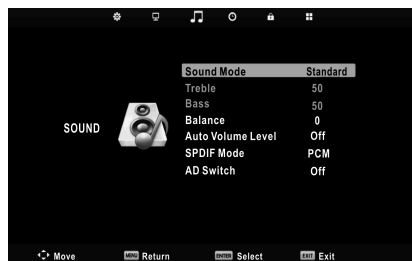 Sound Mode Standard
Treble 50
Bass 50
Balance 0
SOUND
Auto Volume Level Off
SPDIF Mode PCM
AD Switch Off
Move MENU Return ENTER Select EXIT Exit